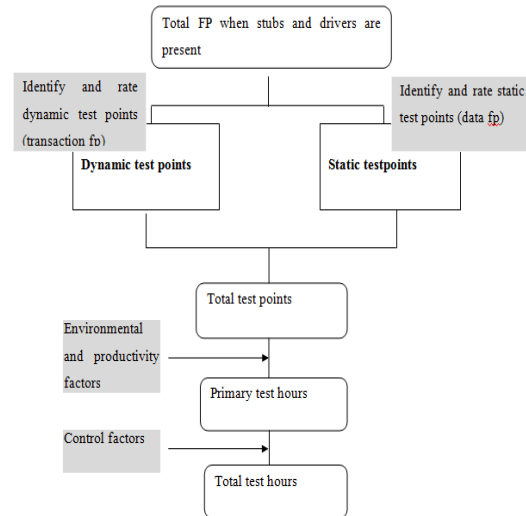 Total FP when stubs and drivers are
present
Identify and rate
dynamic test points
(transaction fp)
Identify and rate static
test points (data fp)
Dynamic test points
Static testpoints
Total test points
Environmental
and productivity
factors
Primary test hours
Control factors
Total test hours